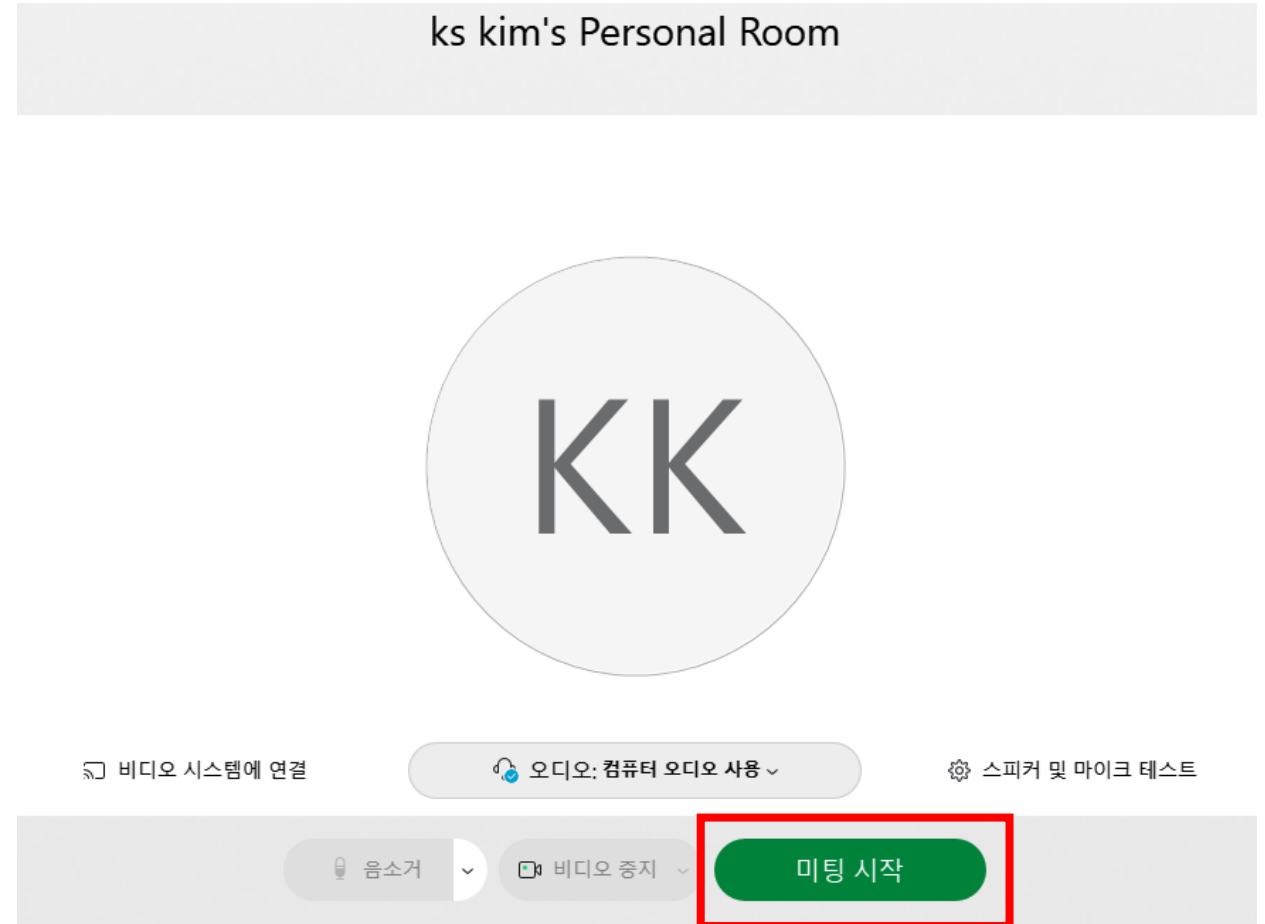 ks kim's Personal Room
KK
비디오 시스템에 연결
오디오: 컴퓨터 오디오 사용
스피커 및 마이크 테스트
음소거
비디오 중지
미팅 시작